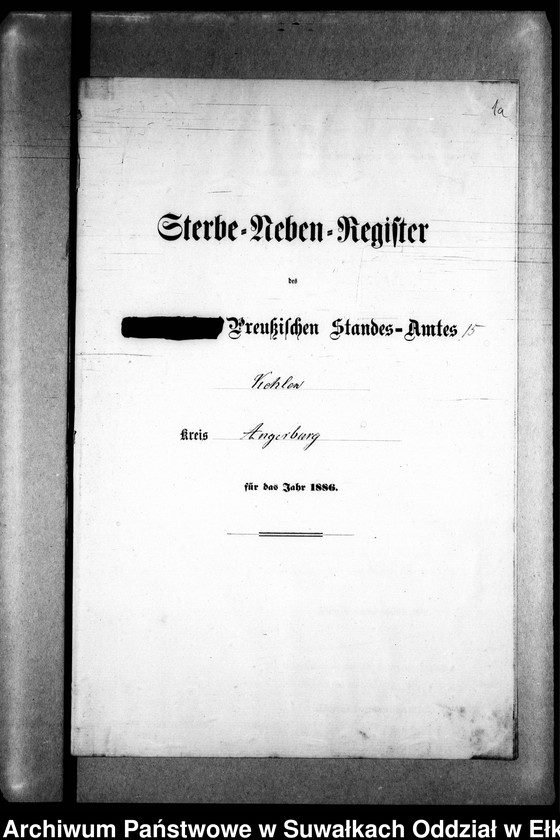 1a
Sterbe-Neben-Register
des
Preußischen Standes-Amtes 15
Kehlen
Kreis Angerburg
für das Jahr 1886.
Archiwum Państwowe w Suwałkach Oddział w Ełk